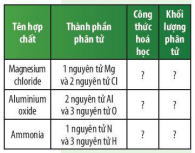 Tên hợp chất
Thành phần phân tử
Công thức hoá học
Khối lượng phân tử
Magnesium chloride
1 nguyên tử Mg và 2 nguyên tử Cl
?
?
Aluminium oxide
2 nguyên tử Al và 3 nguyên tử O
?
?
Ammonia
1 nguyên tử N và 3 nguyên tử H
?
?